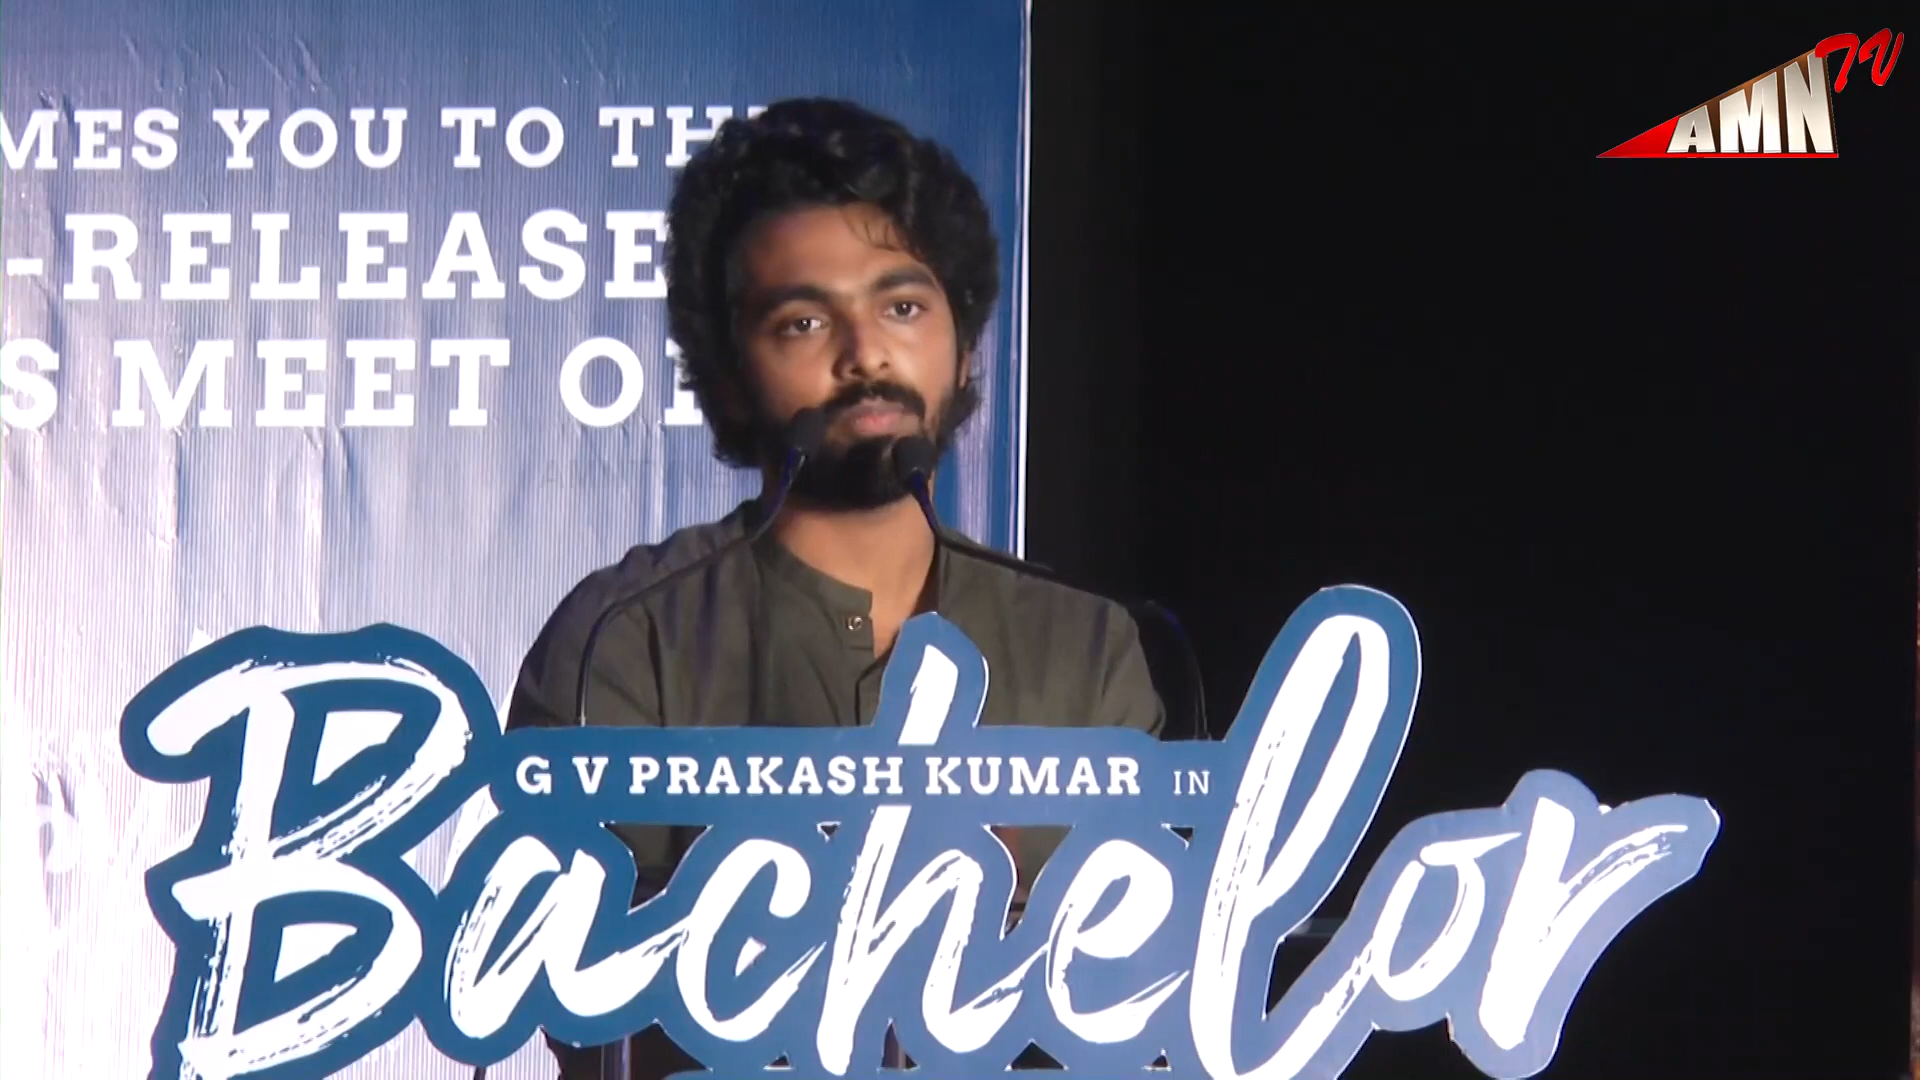 AMN TV
MES YOU TO TH
-RELEASE
S MEET O
G V PRAKASH KUMAR IN
Bachelor